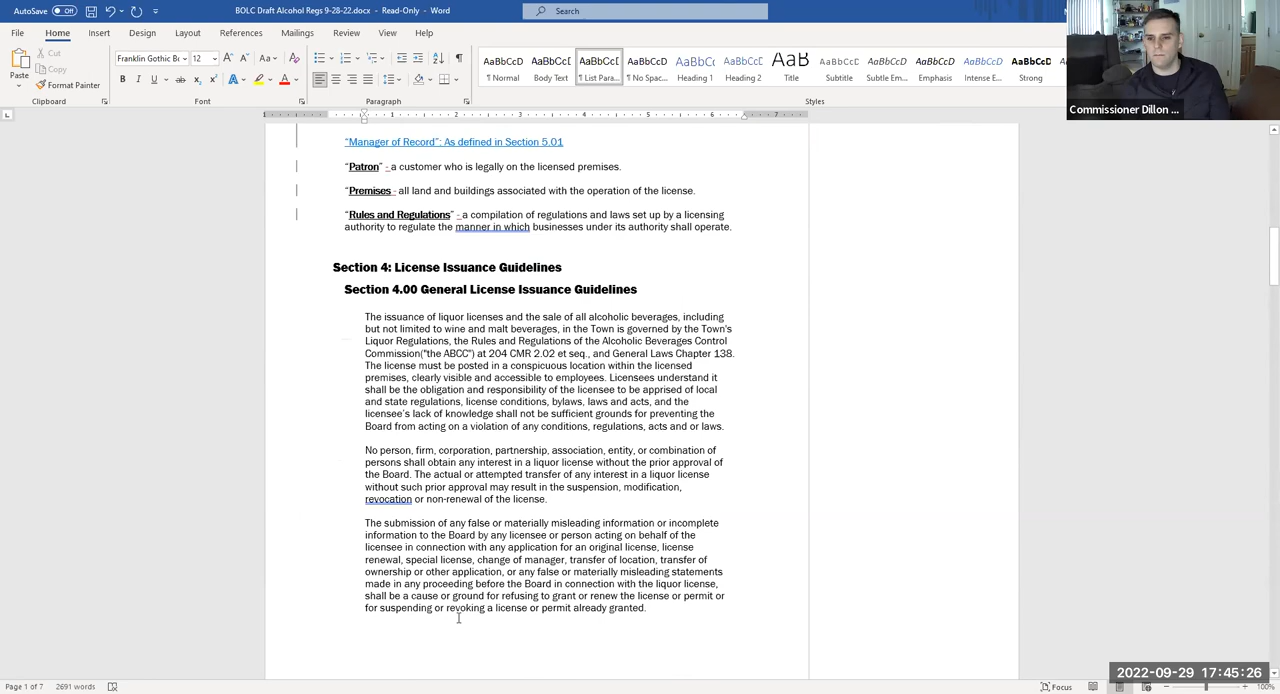 AutoSave Off BOLC Draft Alcohol Regs 9-28-22.docx - Read-Only - Word Search
File Home Insert Design Layout References Mailings Review View Help
Paste Cut Copy Format Painter
Clipboard
Franklin Gothic 12
Font
Paragraph
AaBbCcD AaBbCcD AaBbCcI AaBbCcD AaBbC AaBbCcI AaB AaBbCcD AaBbCcD AaBbCcD AaBbCcD AaBbCcD
¶ Normal Body Text ¶ List Para... ¶ No Spac... Heading 1 Heading 2 Title Subtitle Subtle Em... Emphasis Intense E... Strong
Styles
Commissioner Dillon ...
“Manager of Record”: As defined in Section 5.01
“Patron” - a customer who is legally on the licensed premises.
“Premises - all land and buildings associated with the operation of the license.
“Rules and Regulations” - a compilation of regulations and laws set up by a licensing
authority to regulate the manner in which businesses under its authority shall operate.
Section 4: License Issuance Guidelines
Section 4.00 General License Issuance Guidelines
The issuance of liquor licenses and the sale of all alcoholic beverages, including
but not limited to wine and malt beverages, in the Town is governed by the Town's
Liquor Regulations, the Rules and Regulations of the Alcoholic Beverages Control
Commission("the ABCC") at 204 CMR 2.02 et seq., and General Laws Chapter 138.
The license must be posted in a conspicuous location within the licensed
premises, clearly visible and accessible to employees. Licensees understand it
shall be the obligation and responsibility of the licensee to be apprised of local
and state regulations, license conditions, bylaws, laws and acts, and the
licensee’s lack of knowledge shall not be sufficient grounds for preventing the
Board from acting on a violation of any conditions, regulations, acts and or laws.
No person, firm, corporation, partnership, association, entity, or combination of
persons shall obtain any interest in a liquor license without the prior approval of
the Board. The actual or attempted transfer of any interest in a liquor license
without such prior approval may result in the suspension, modification,
revocation or non-renewal of the license.
The submission of any false or materially misleading information or incomplete
information to the Board by any licensee or person acting on behalf of the
licensee in connection with any application for an original license, license
renewal, special license, change of manager, transfer of location, transfer of
ownership or other application, or any false or materially misleading statements
made in any proceeding before the Board in connection with the liquor license,
shall be a cause or ground for refusing to grant or renew the license or permit or
for suspending or revoking a license or permit already granted.
2022-09-29 17:45:26
Page 1 of 7 2691 words Focus 100%